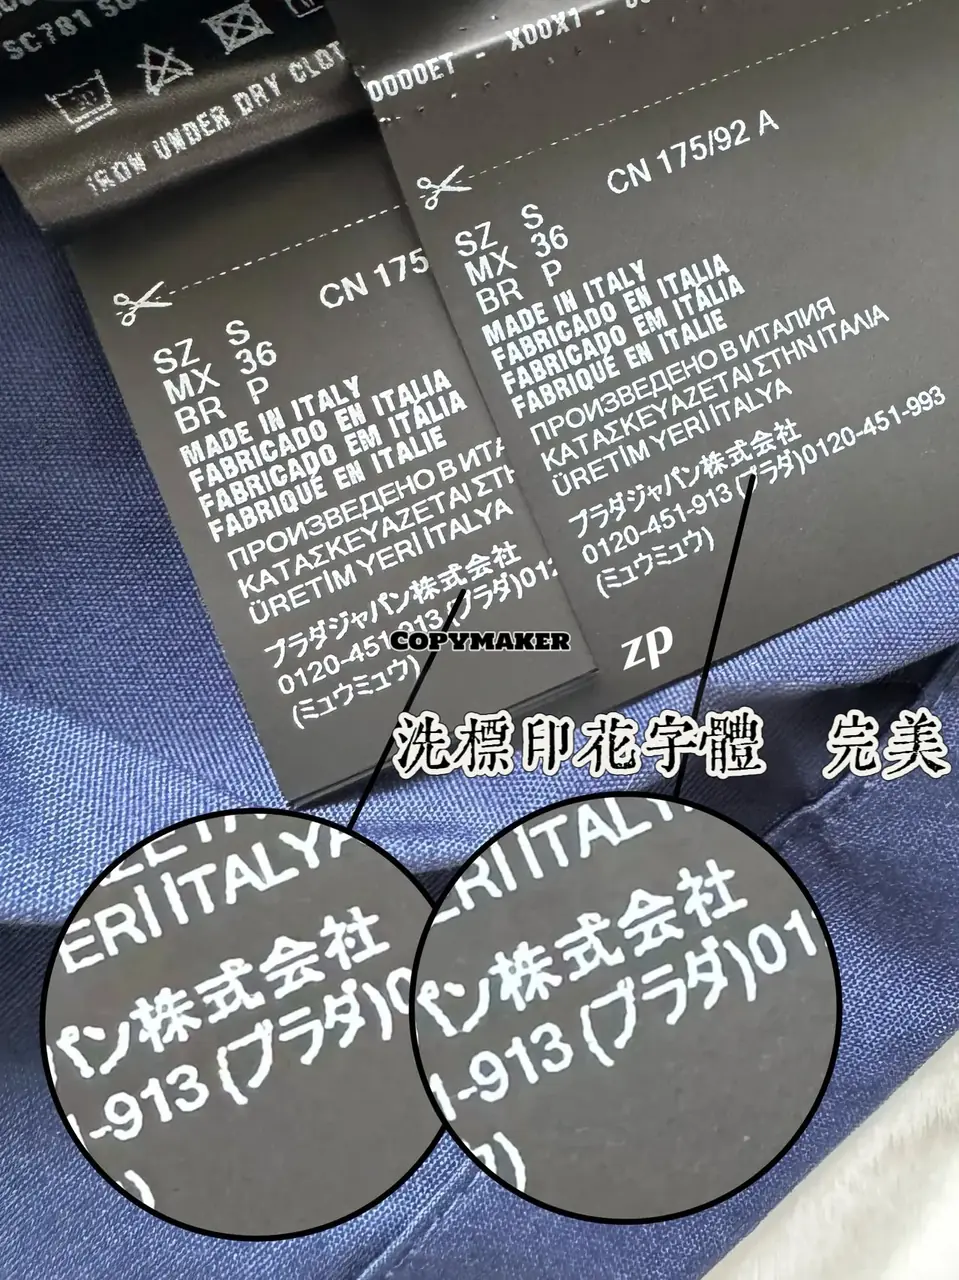 SC781
IRON UNDER DRY CLOT
0000ET - X00X1 -
CN 175/92 A
SZ S
MX 36
BR P
MADE IN ITALY
FABRICADO EN ITALIA
FABRICADO EM ITÁLIA
FABRIQUÉ EN ITALIE
ПРОИЗВЕДЕНО В ИТАЛИЯ
ΚΑΤΑΣΚΕΥΑΖΕΤΑΙ ΣΤΗΝ ΙΤΑΛΙΑ
ÜRETİM YERİ İTALYA
プラダジャパン株式会社
0120-451-913 (プラダ)0120-451-993
(ミュウミュウ)
zp
CN 175
SZ S
MX 36
BR P
MADE IN ITALY
FABRICADO EN ITALIA
FABRICADO EM ITÁLIA
FABRIQUÉ EN ITALIE
ПРОИЗВЕДЕНО В ИТА
ΚΑΤΑΣΚΕΥΑΖΕΤΑΙ ΣΤΗ
ÜRETİM YERİ İTALYA
プラダジャパン株式会社
0120-451-913 (プラダ)012
(ミュウミュウ)
COPYMAKER
洗標印花字體 完美
ERİ İTALYA
パン株式会社
-913 (プラダ)0
ERİ İTALY
パン株式会社
1-913 (プラダ)01